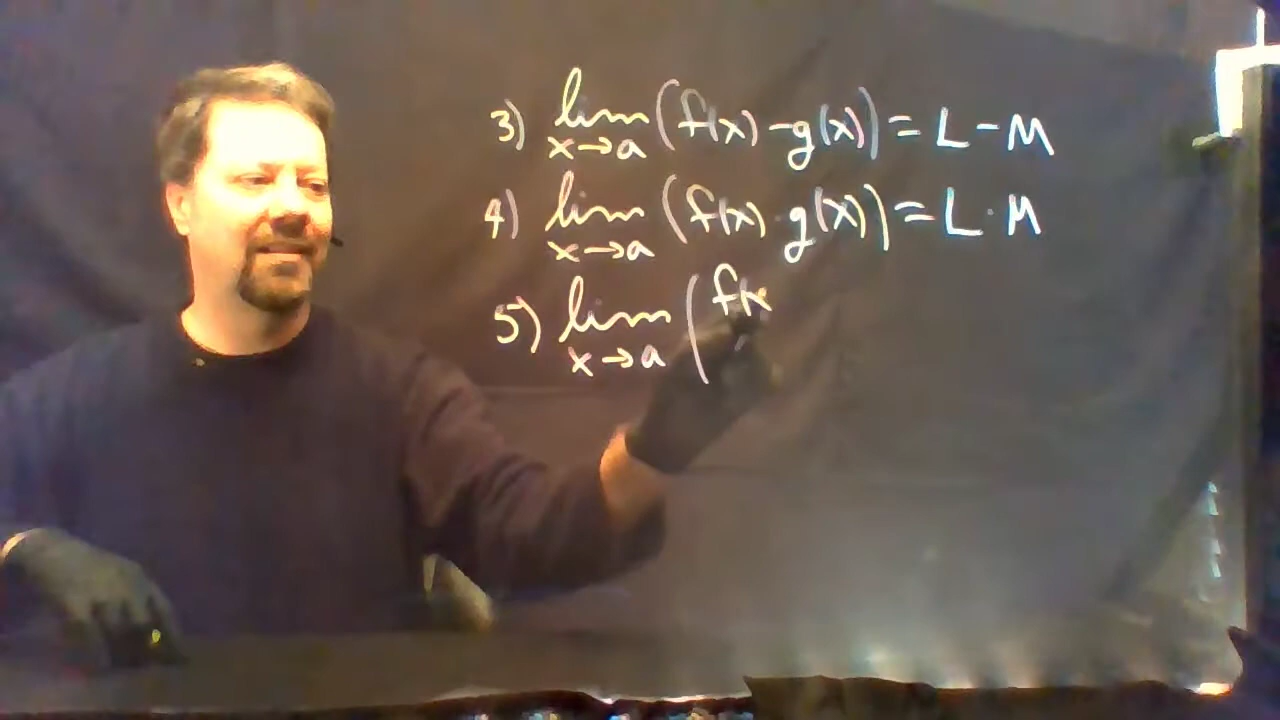 3) lim x→a (f(x) - g(x)) = L - M
4) lim x→a (f(x) · g(x)) = L · M
5) lim x→a (f(x